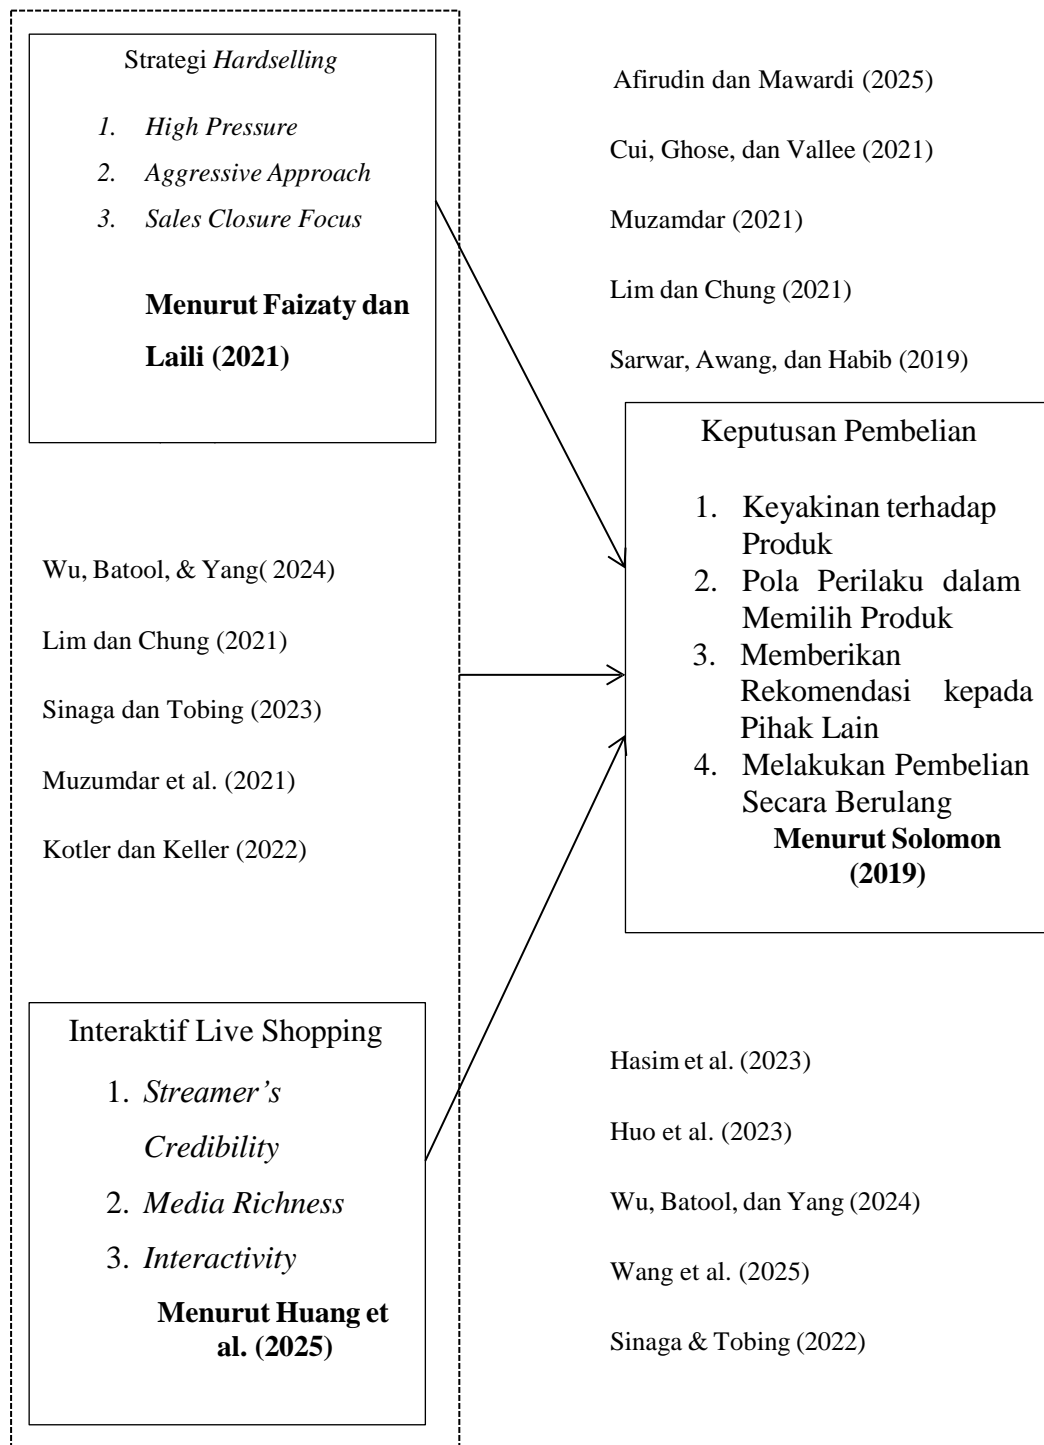 Strategi Hardselling
1. High Pressure
2. Aggressive Approach
3. Sales Closure Focus
Menurut Faizaty dan
Laili (2021)
Afirudin dan Mawardi (2025)
Cui, Ghose, dan Vallee (2021)
Muzamdar (2021)
Lim dan Chung (2021)
Sarwar, Awang, dan Habib (2019)
Wu, Batool, & Yang( 2024)
Lim dan Chung (2021)
Sinaga dan Tobing (2023)
Muzumdar et al. (2021)
Kotler dan Keller (2022)
Keputusan Pembelian
1. Keyakinan terhadap
Produk
2. Pola Perilaku dalam
Memilih Produk
3. Memberikan
Rekomendasi kepada
Pihak Lain
4. Melakukan Pembelian
Secara Berulang
Menurut Solomon
(2019)
Interaktif Live Shopping
1. Streamer’s
Credibility
2. Media Richness
3. Interactivity
Menurut Huang et
al. (2025)
Hasim et al. (2023)
Huo et al. (2023)
Wu, Batool, dan Yang (2024)
Wang et al. (2025)
Sinaga & Tobing (2022)